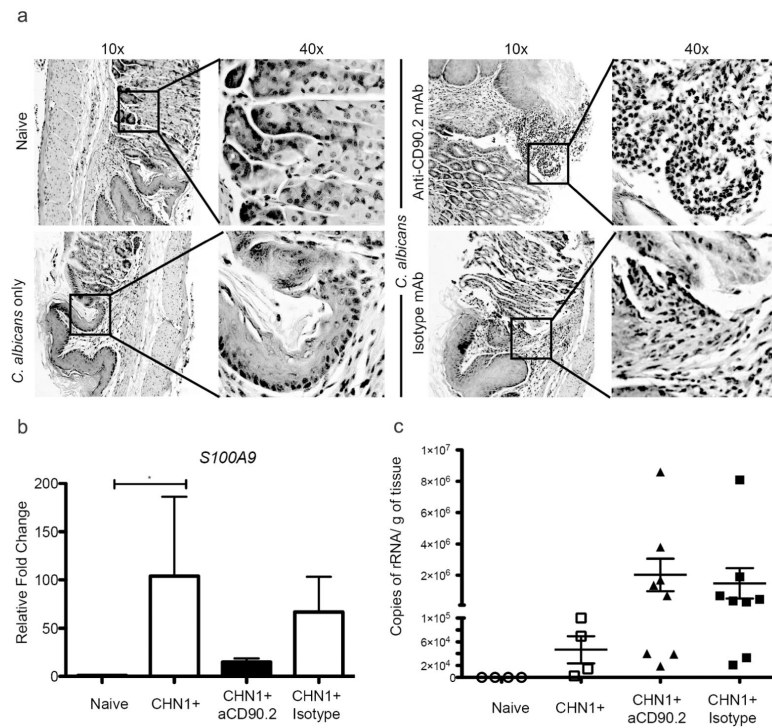 a
10x 40x 10x 40x
Naive
C. albicans only
C. albicans
Anti-CD90.2 mAb
Isotype mAb
b
S100A9
Relative Fold Change
200
150
100
50
0
*
Naive CHN1+ CHN1+ CHN1+
aCD90.2 Isotype
c
Copies of rRNA/ g of tissue
1×10⁷
8×10⁶
6×10⁶
4×10⁶
2×10⁶
1×10⁵
8×10⁴
6×10⁴
4×10⁴
2×10⁴
0
Naive CHN1+ CHN1+ CHN1+
aCD90.2 Isotype